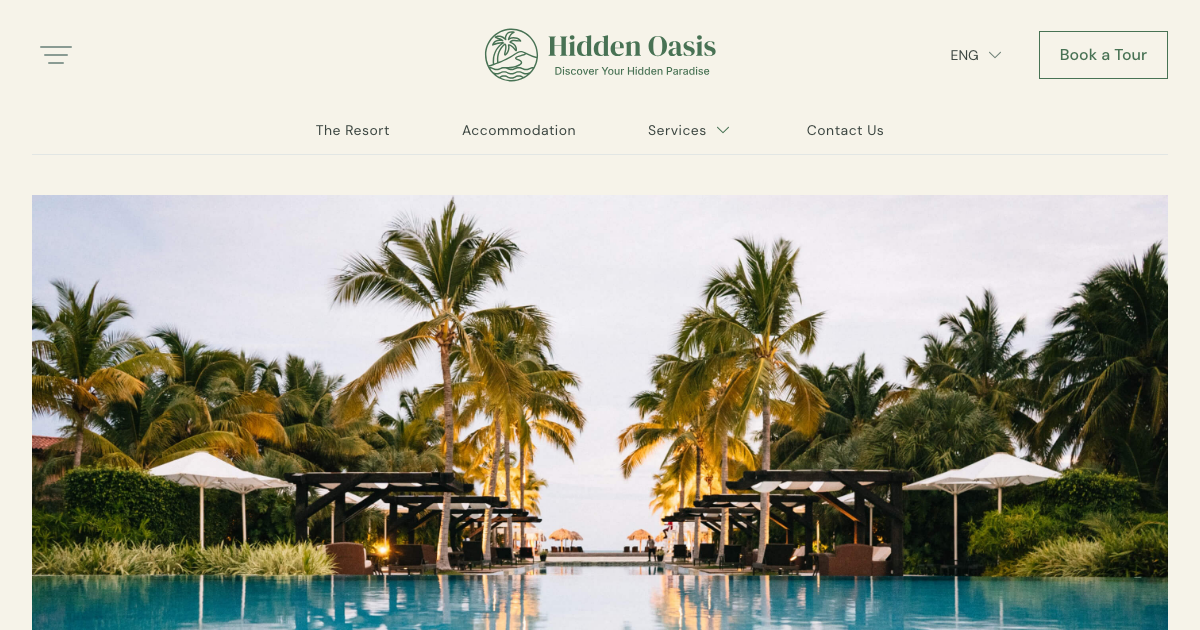 Hidden Oasis
Discover Your Hidden Paradise
ENG
Book a Tour
The Resort
Accommodation
Services
Contact Us